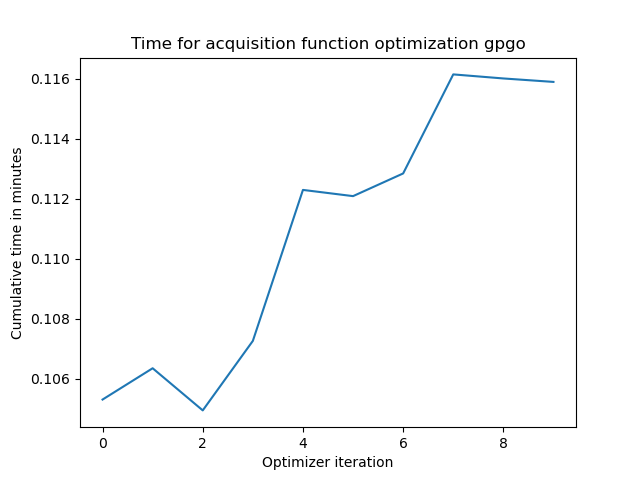 Time for acquisition function optimization gpgo
0.116
0.114
0.112
0.110
0.108
0.106
Cumulative time in minutes
0 2 4 6 8
Optimizer iteration